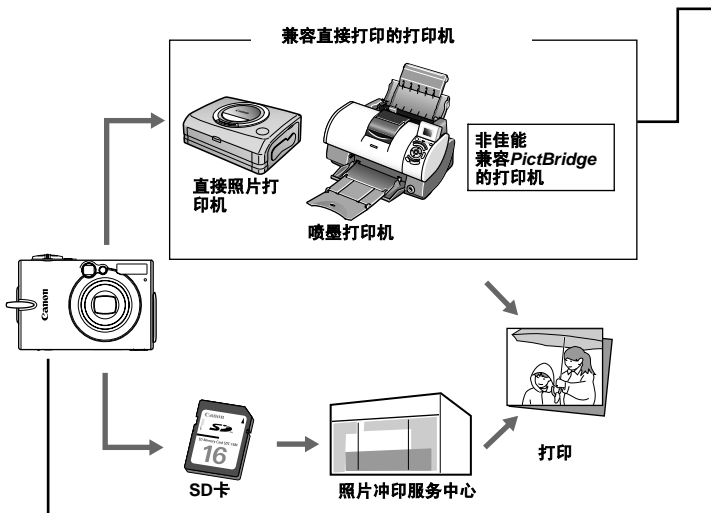 兼容直接打印的打印机
直接照片打
印机
喷墨打印机
非佳能
兼容PictBridge
的打印机
Canon
Canon
SD
16
SD卡
照片冲印服务中心
打印